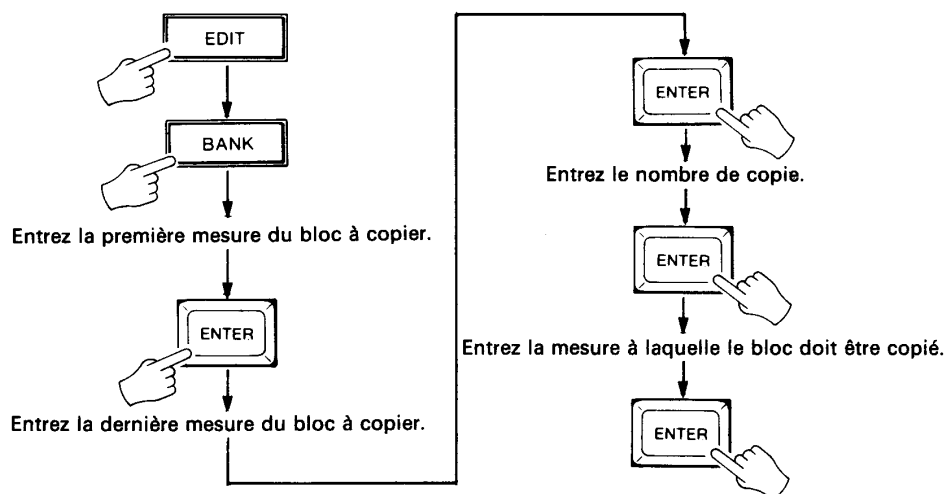 EDIT
BANK
Entrez la première mesure du bloc à copier.
ENTER
Entrez la dernière mesure du bloc à copier.
ENTER
Entrez le nombre de copie.
ENTER
Entrez la mesure à laquelle le bloc doit être copié.
ENTER